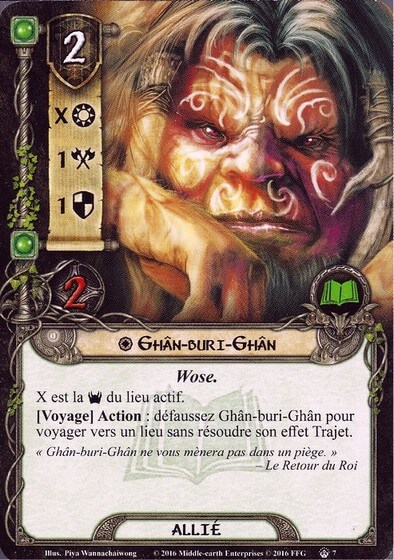 2
X
1
1
2
Ghân-buri-Ghân
Wose.
X est la du lieu actif.
[Voyage] Action : défaussez Ghân-buri-Ghân pour
voyager vers un lieu sans résoudre son effet Trajet.
« Ghân-buri-Ghân ne vous mènera pas dans un piège. »
– Le Retour du Roi
ALLIÉ
Illus. Piya Wannachaiwong © 2016 Middle-earth Enterprises © 2016 FFG 7